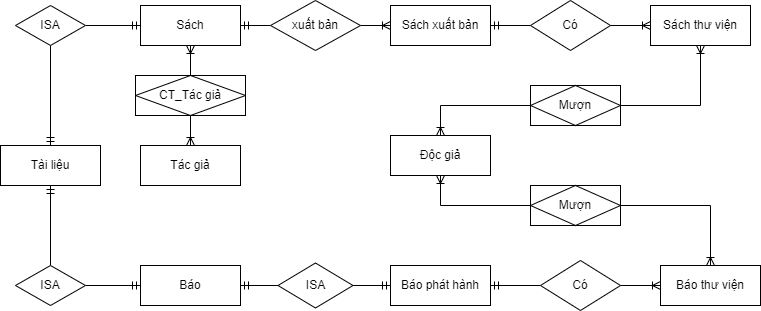 ISA
Sách
xuất bản
Sách xuất bản
Có
Sách thư viện
CT_Tác giả
Mượn
Tài liệu
Tác giả
Độc giả
Mượn
ISA
Báo
ISA
Báo phát hành
Có
Báo thư viện